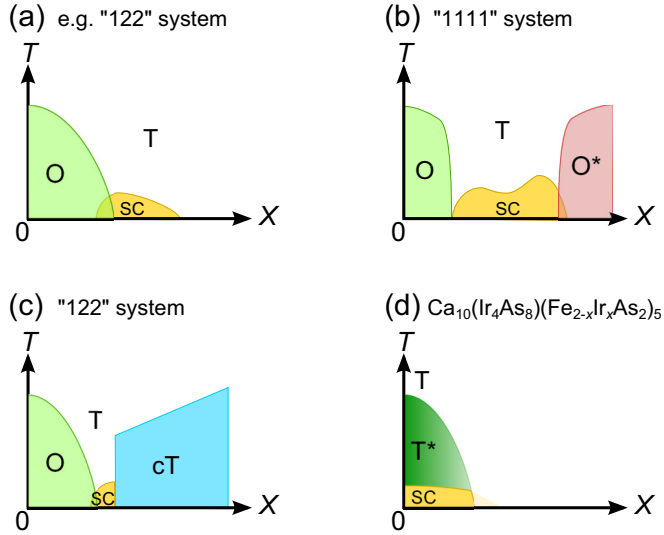 (a) e.g. "122" system
T
T
O
SC
0
X
(b) "1111" system
T
T
O
O*
SC
0
X
(c) "122" system
T
T
O
SC
cT
0
X
(d) Ca₁₀(Ir₄As₈)(Fe₂₋ₓIrₓAs₂)₅
T
T
T*
SC
0
X